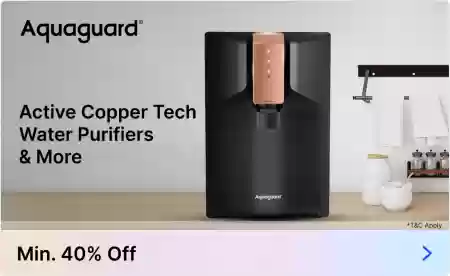 Aquaguard®
Active Copper Tech
Water Purifiers
& More
Aquaguard
*T&C Apply
Min. 40% Off